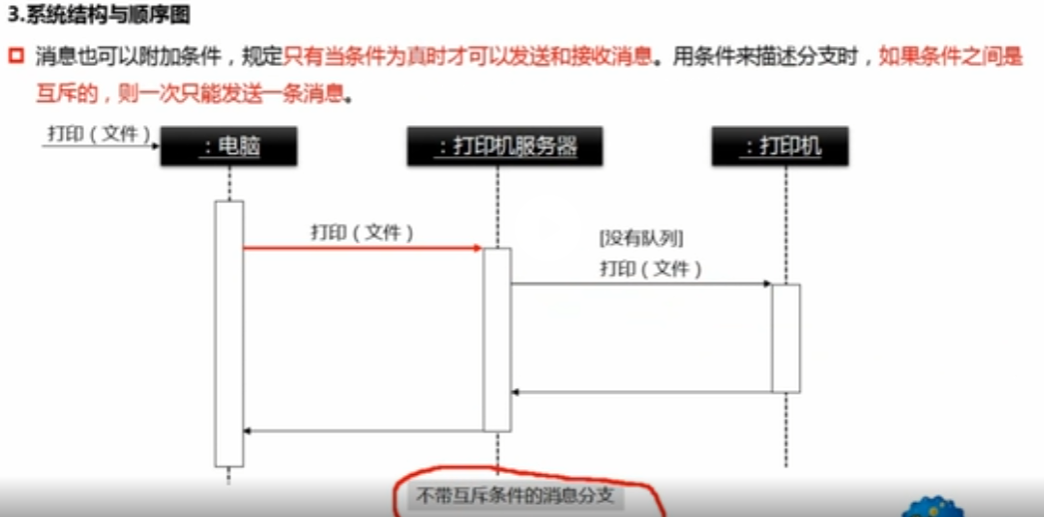 3.系统结构与顺序图
消息也可以附加条件，规定只有当条件为真时才可以发送和接收消息。用条件来描述分支时，如果条件之间是
互斥的，则一次只能发送一条消息。
打印（文件）
：电脑
：打印机服务器
：打印机
打印（文件）
[没有队列]
打印（文件）
不带互斥条件的消息分支